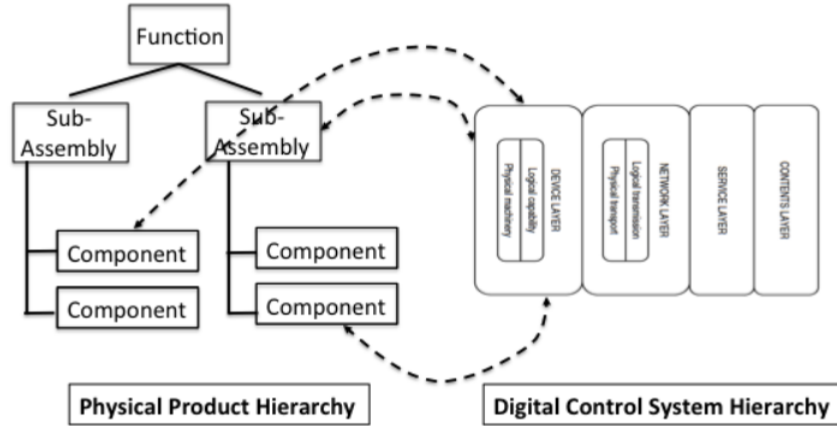 Function
Sub-
Assembly
Sub-
Assembly
Component
Component
Component
Component
Physical machinery
Logical capability
DEVICE LAYER
Physical transport
Logical transmission
NETWORK LAYER
SERVICE LAYER
CONTENTS LAYER
Physical Product Hierarchy
Digital Control System Hierarchy